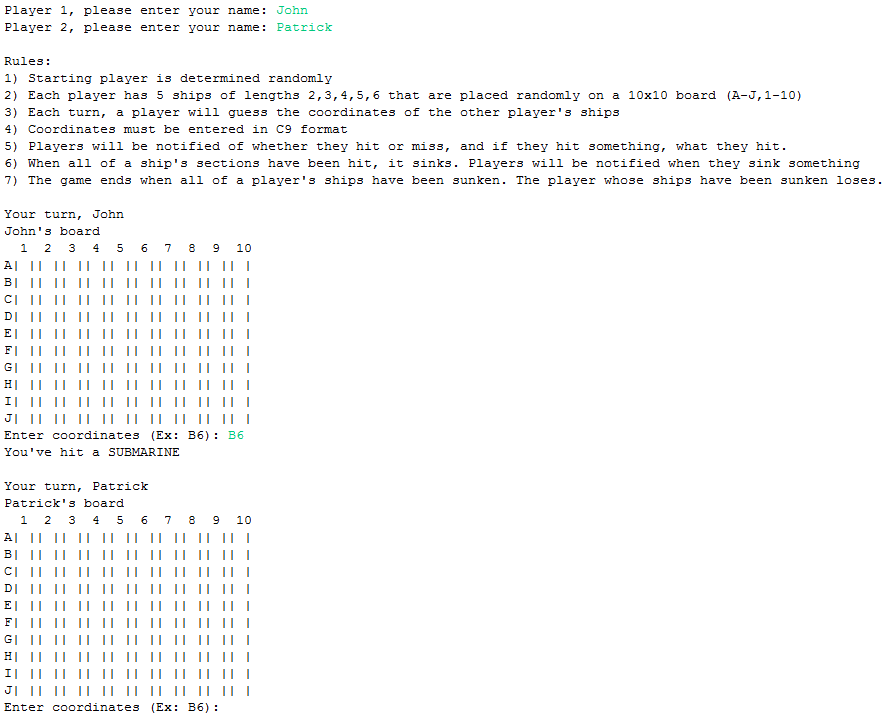 Player 1, please enter your name: John
Player 2, please enter your name: Patrick
Rules:
1) Starting player is determined randomly
2) Each player has 5 ships of lengths 2,3,4,5,6 that are placed randomly on a 10x10 board (A-J,1-10)
3) Each turn, a player will guess the coordinates of the other player's ships
4) Coordinates must be entered in C9 format
5) Players will be notified of whether they hit or miss, and if they hit something, what they hit.
6) When all of a ship's sections have been hit, it sinks. Players will be notified when they sink something
7) The game ends when all of a player's ships have been sunken. The player whose ships have been sunken loses.
Your turn, John
John's board
1 2 3 4 5 6 7 8 9 10
A| || || || || || || || || || |
B| || || || || || || || || || |
C| || || || || || || || || || |
D| || || || || || || || || || |
E| || || || || || || || || || |
F| || || || || || || || || || |
G| || || || || || || || || || |
H| || || || || || || || || || |
I| || || || || || || || || || |
J| || || || || || || || || || |
Enter coordinates (Ex: B6): B6
You've hit a SUBMARINE
Your turn, Patrick
Patrick's board
1 2 3 4 5 6 7 8 9 10
A| || || || || || || || || || |
B| || || || || || || || || || |
C| || || || || || || || || || |
D| || || || || || || || || || |
E| || || || || || || || || || |
F| || || || || || || || || || |
G| || || || || || || || || || |
H| || || || || || || || || || |
I| || || || || || || || || || |
J| || || || || || || || || || |
Enter coordinates (Ex: B6):